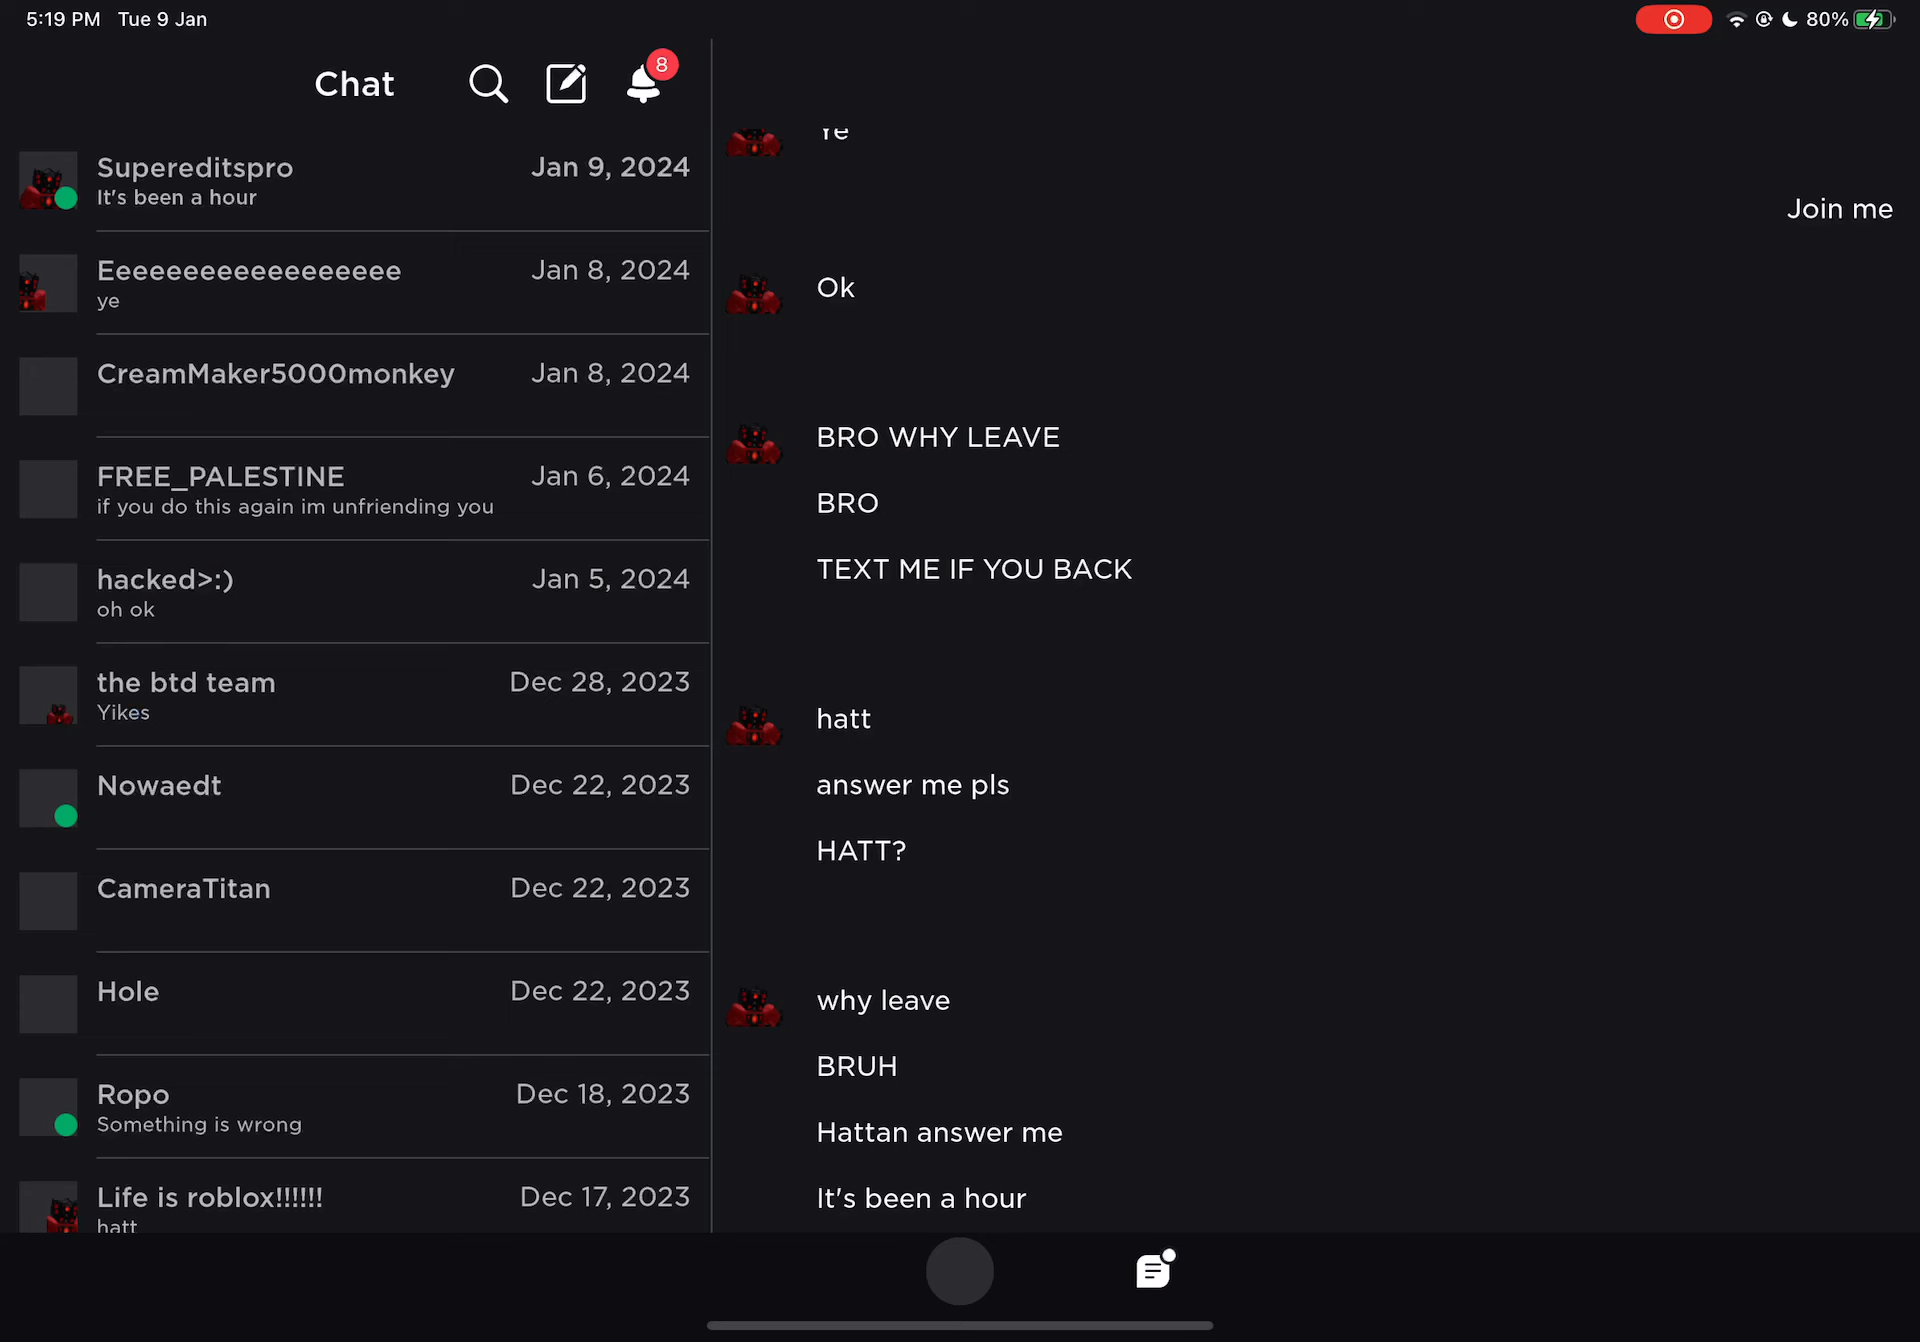 5:19 PM Tue 9 Jan
80%
Chat
8
Supereditspro Jan 9, 2024
It's been a hour
Eeeeeeeeeeeeeeeee Jan 8, 2024
ye
CreamMaker5000monkey Jan 8, 2024
FREE_PALESTINE Jan 6, 2024
if you do this again im unfriending you
hacked>:) Jan 5, 2024
oh ok
the btd team Dec 28, 2023
Yikes
Nowaedt Dec 22, 2023
CameraTitan Dec 22, 2023
Hole Dec 22, 2023
Ropo Dec 18, 2023
Something is wrong
Life is roblox!!!!!! Dec 17, 2023
hatt
Ye
Join me
Ok
BRO WHY LEAVE
BRO
TEXT ME IF YOU BACK
hatt
answer me pls
HATT?
why leave
BRUH
Hattan answer me
It's been a hour